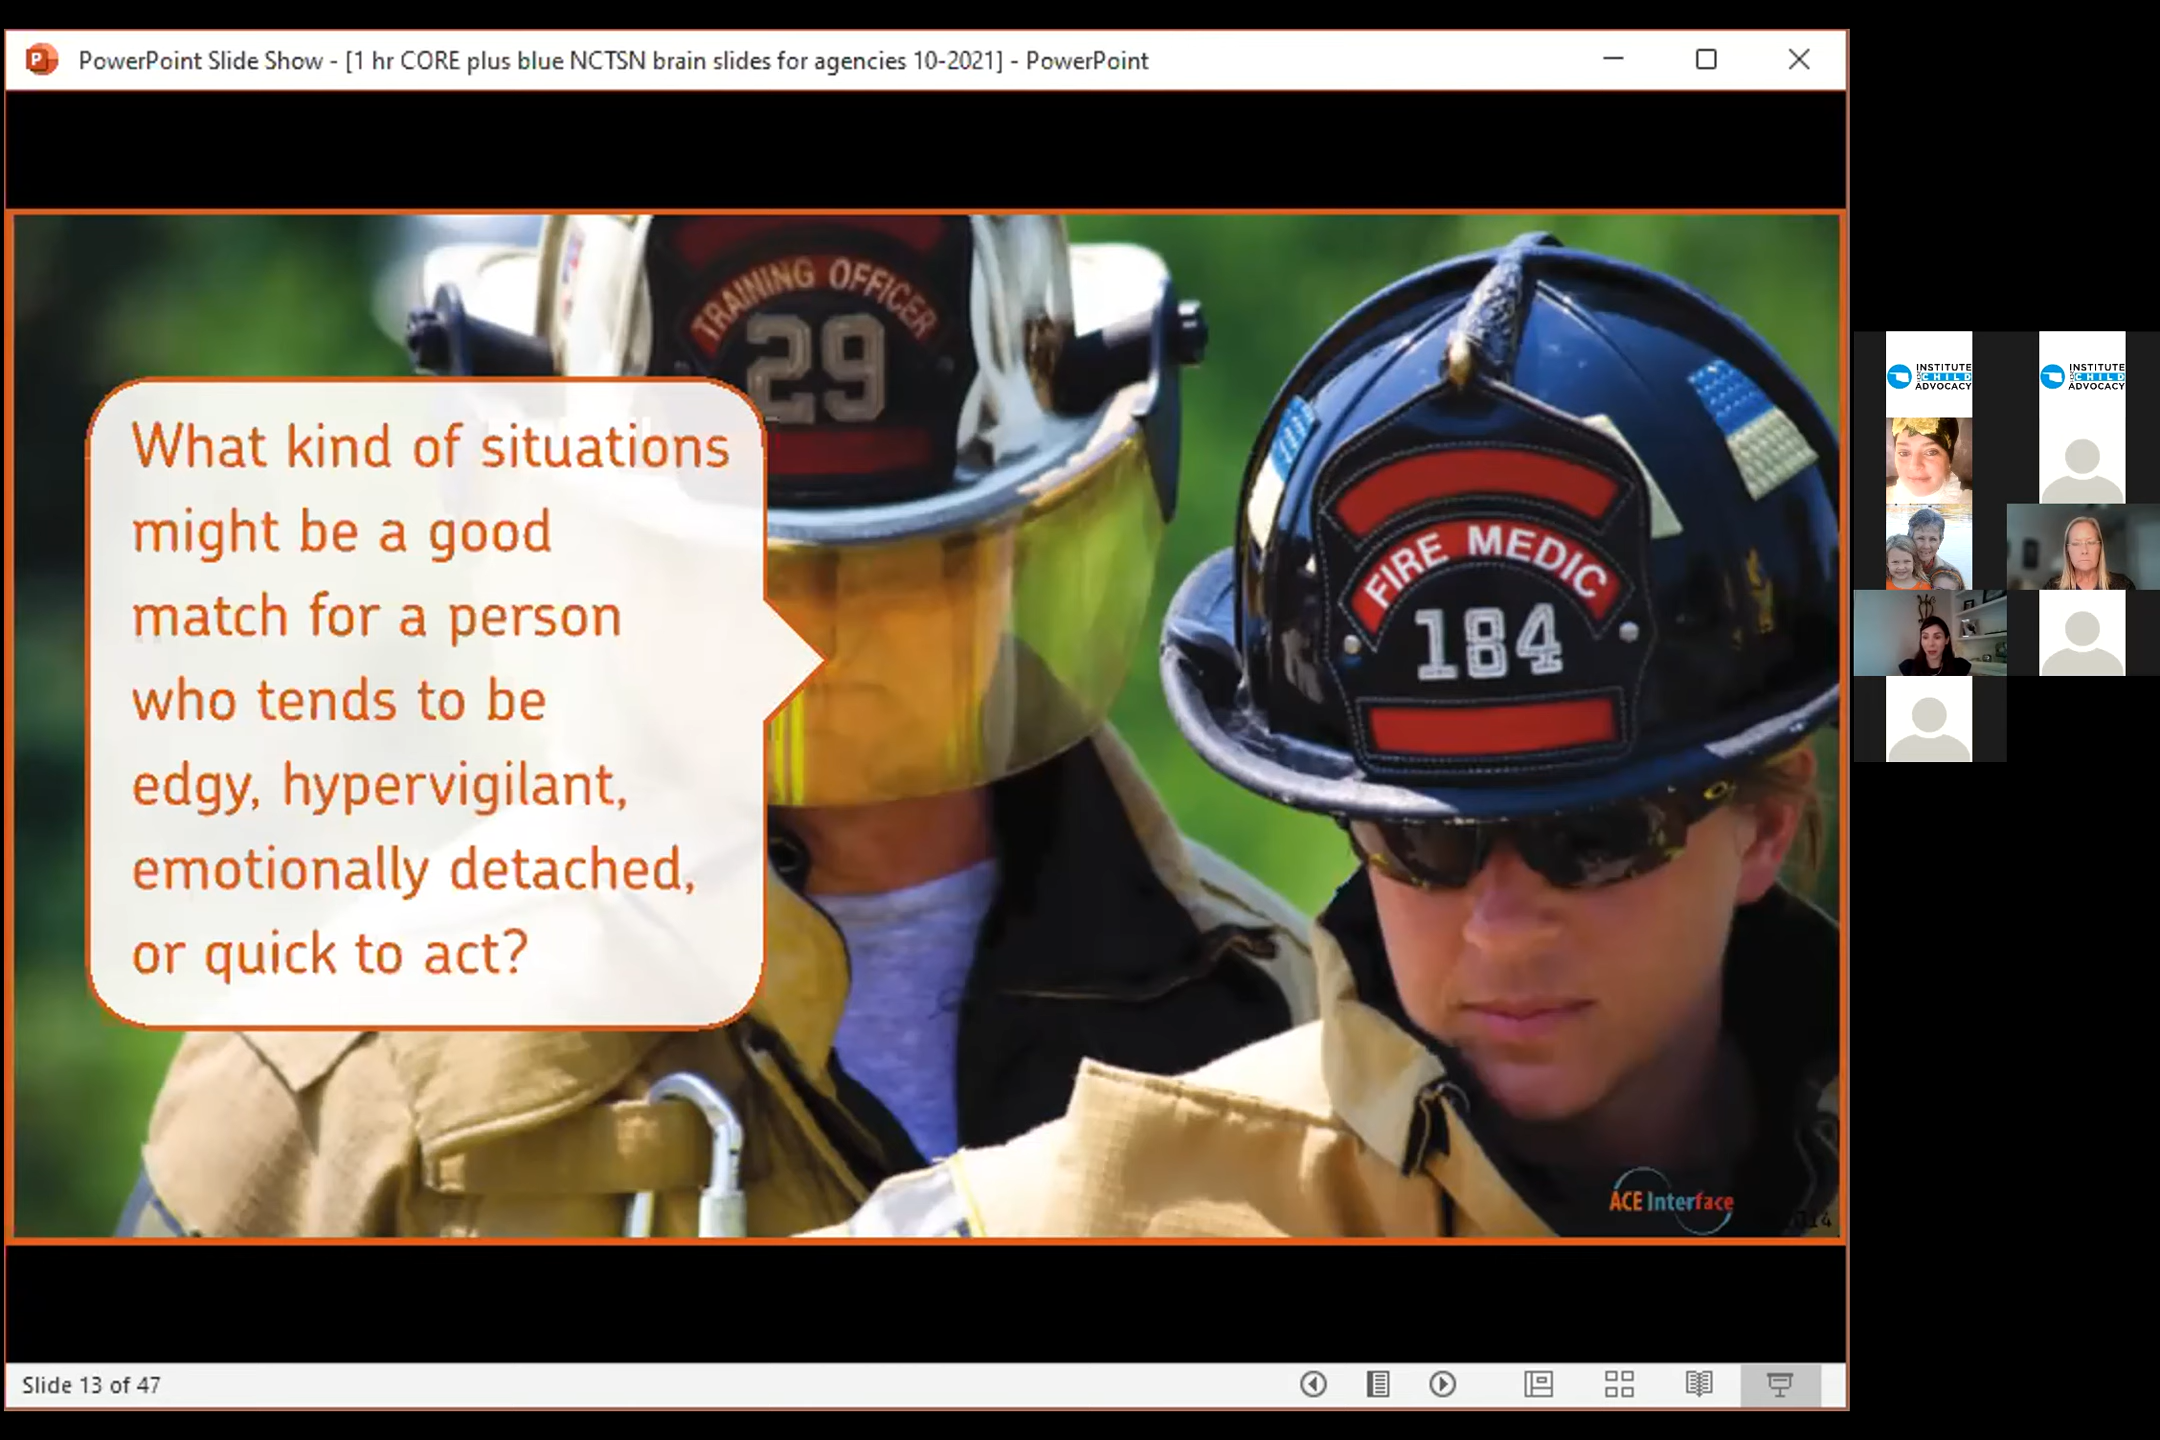 PowerPoint Slide Show - [1 hr CORE plus blue NCTSN brain slides for agencies 10-2021] - PowerPoint
TRAINING OFFICER
29
What kind of situations
might be a good
match for a person
who tends to be
edgy, hypervigilant,
emotionally detached,
or quick to act?
FIRE MEDIC
184
ACE Interface
INSTITUTE
CHILD
ADVOCACY
INSTITUTE
CHILD
ADVOCACY
Slide 13 of 47